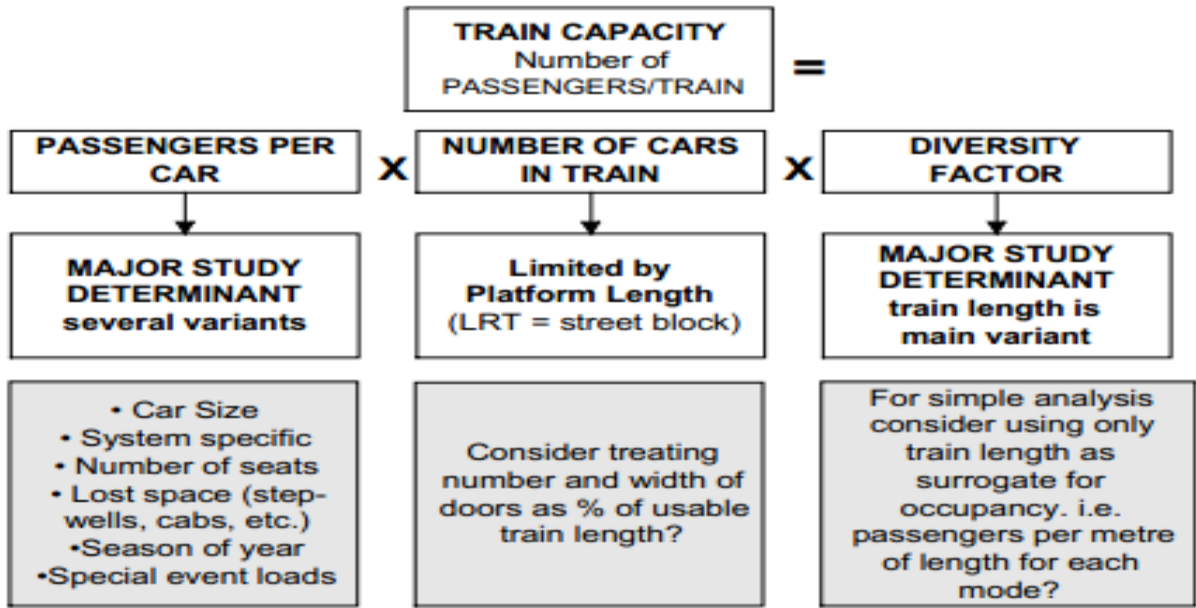 TRAIN CAPACITY
Number of
PASSENGERS/TRAIN
=
PASSENGERS PER
CAR
X
NUMBER OF CARS
IN TRAIN
X
DIVERSITY
FACTOR
MAJOR STUDY
DETERMINANT
several variants
Limited by
Platform Length
(LRT = street block)
MAJOR STUDY
DETERMINANT
train length is
main variant
• Car Size
• System specific
• Number of seats
• Lost space (step-
wells, cabs, etc.)
•Season of year
•Special event loads
Consider treating
number and width of
doors as % of usable
train length?
For simple analysis
consider using only
train length as
surrogate for
occupancy. i.e.
passengers per metre
of length for each
mode?